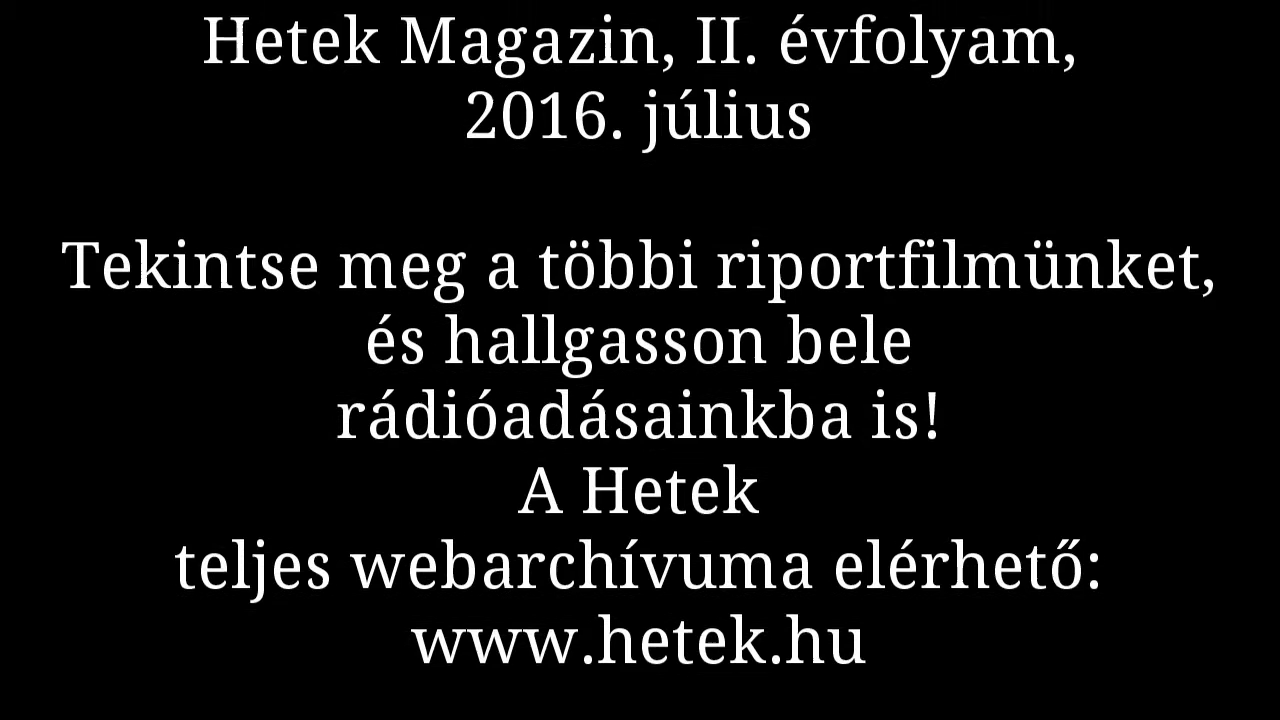 Hetek Magazin, II. évfolyam,
2016. július
Tekintse meg a többi riportfilmünket,
és hallgasson bele
rádióadásainkba is!
A Hetek
teljes webarchívuma elérhető:
www.hetek.hu